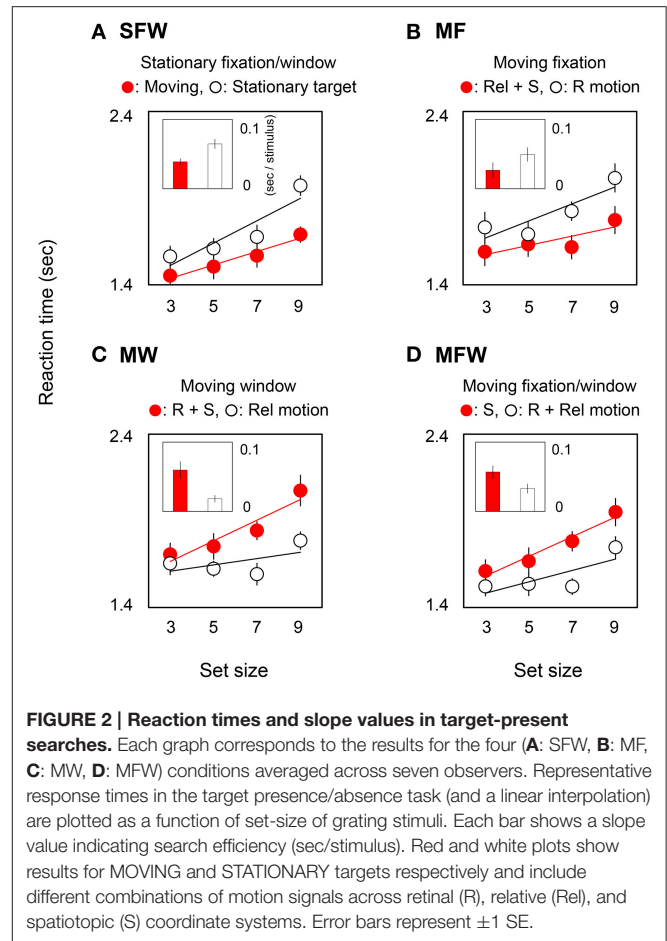 A SFW
Stationary fixation/window
●: Moving, ○: Stationary target
2.4
0.1
(sec / stimulus)
0
1.4
3 5 7 9
B MF
Moving fixation
●: Rel + S, ○: R motion
2.4
0.1
0
1.4
3 5 7 9
Reaction time (sec)
C MW
Moving window
●: R + S, ○: Rel motion
2.4
0.1
0
1.4
3 5 7 9
Set size
D MFW
Moving fixation/window
●: S, ○: R + Rel motion
2.4
0.1
0
1.4
3 5 7 9
Set size
FIGURE 2 | Reaction times and slope values in target-present
searches. Each graph corresponds to the results for the four (A: SFW, B: MF,
C: MW, D: MFW) conditions averaged across seven observers. Representative
response times in the target presence/absence task (and a linear interpolation)
are plotted as a function of set-size of grating stimuli. Each bar shows a slope
value indicating search efficiency (sec/stimulus). Red and white plots show
results for MOVING and STATIONARY targets respectively and include
different combinations of motion signals across retinal (R), relative (Rel), and
spatiotopic (S) coordinate systems. Error bars represent ±1 SE.